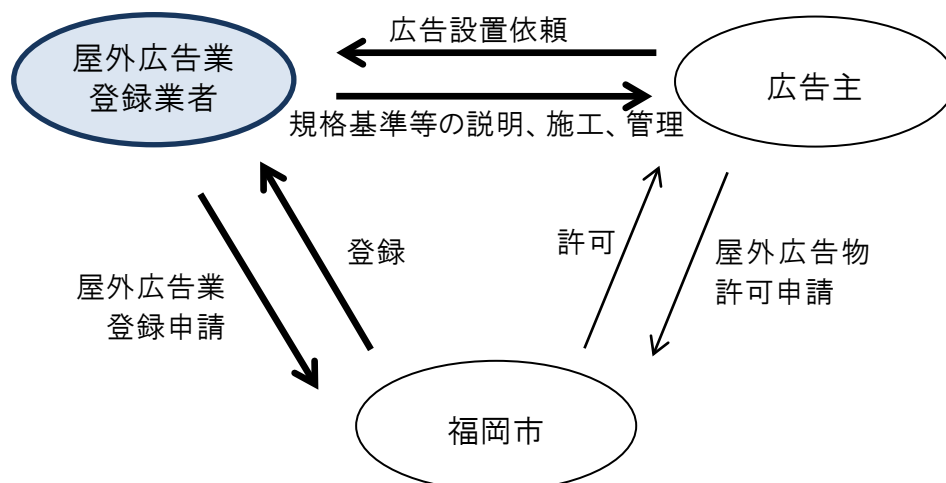 広告設置依頼
屋外広告業
登録業者
広告主
規格基準等の説明、施工、管理
登録
許可
屋外広告物
許可申請
屋外広告業
登録申請
福岡市